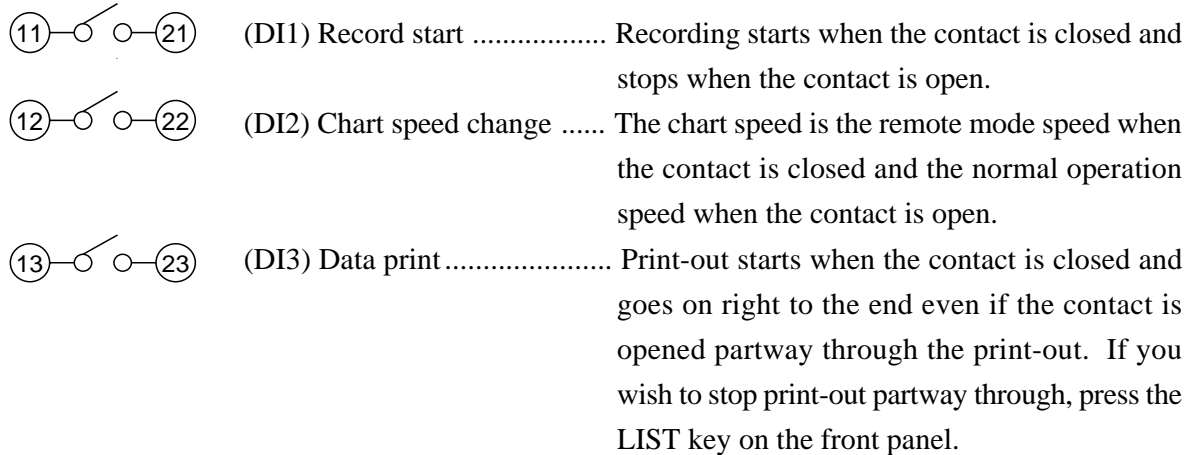 11 21 (DI1) Record start .................. Recording starts when the contact is closed and
stops when the contact is open.
12 22 (DI2) Chart speed change ...... The chart speed is the remote mode speed when
the contact is closed and the normal operation
speed when the contact is open.
13 23 (DI3) Data print ...................... Print-out starts when the contact is closed and
goes on right to the end even if the contact is
opened partway through the print-out. If you
wish to stop print-out partway through, press the
LIST key on the front panel.